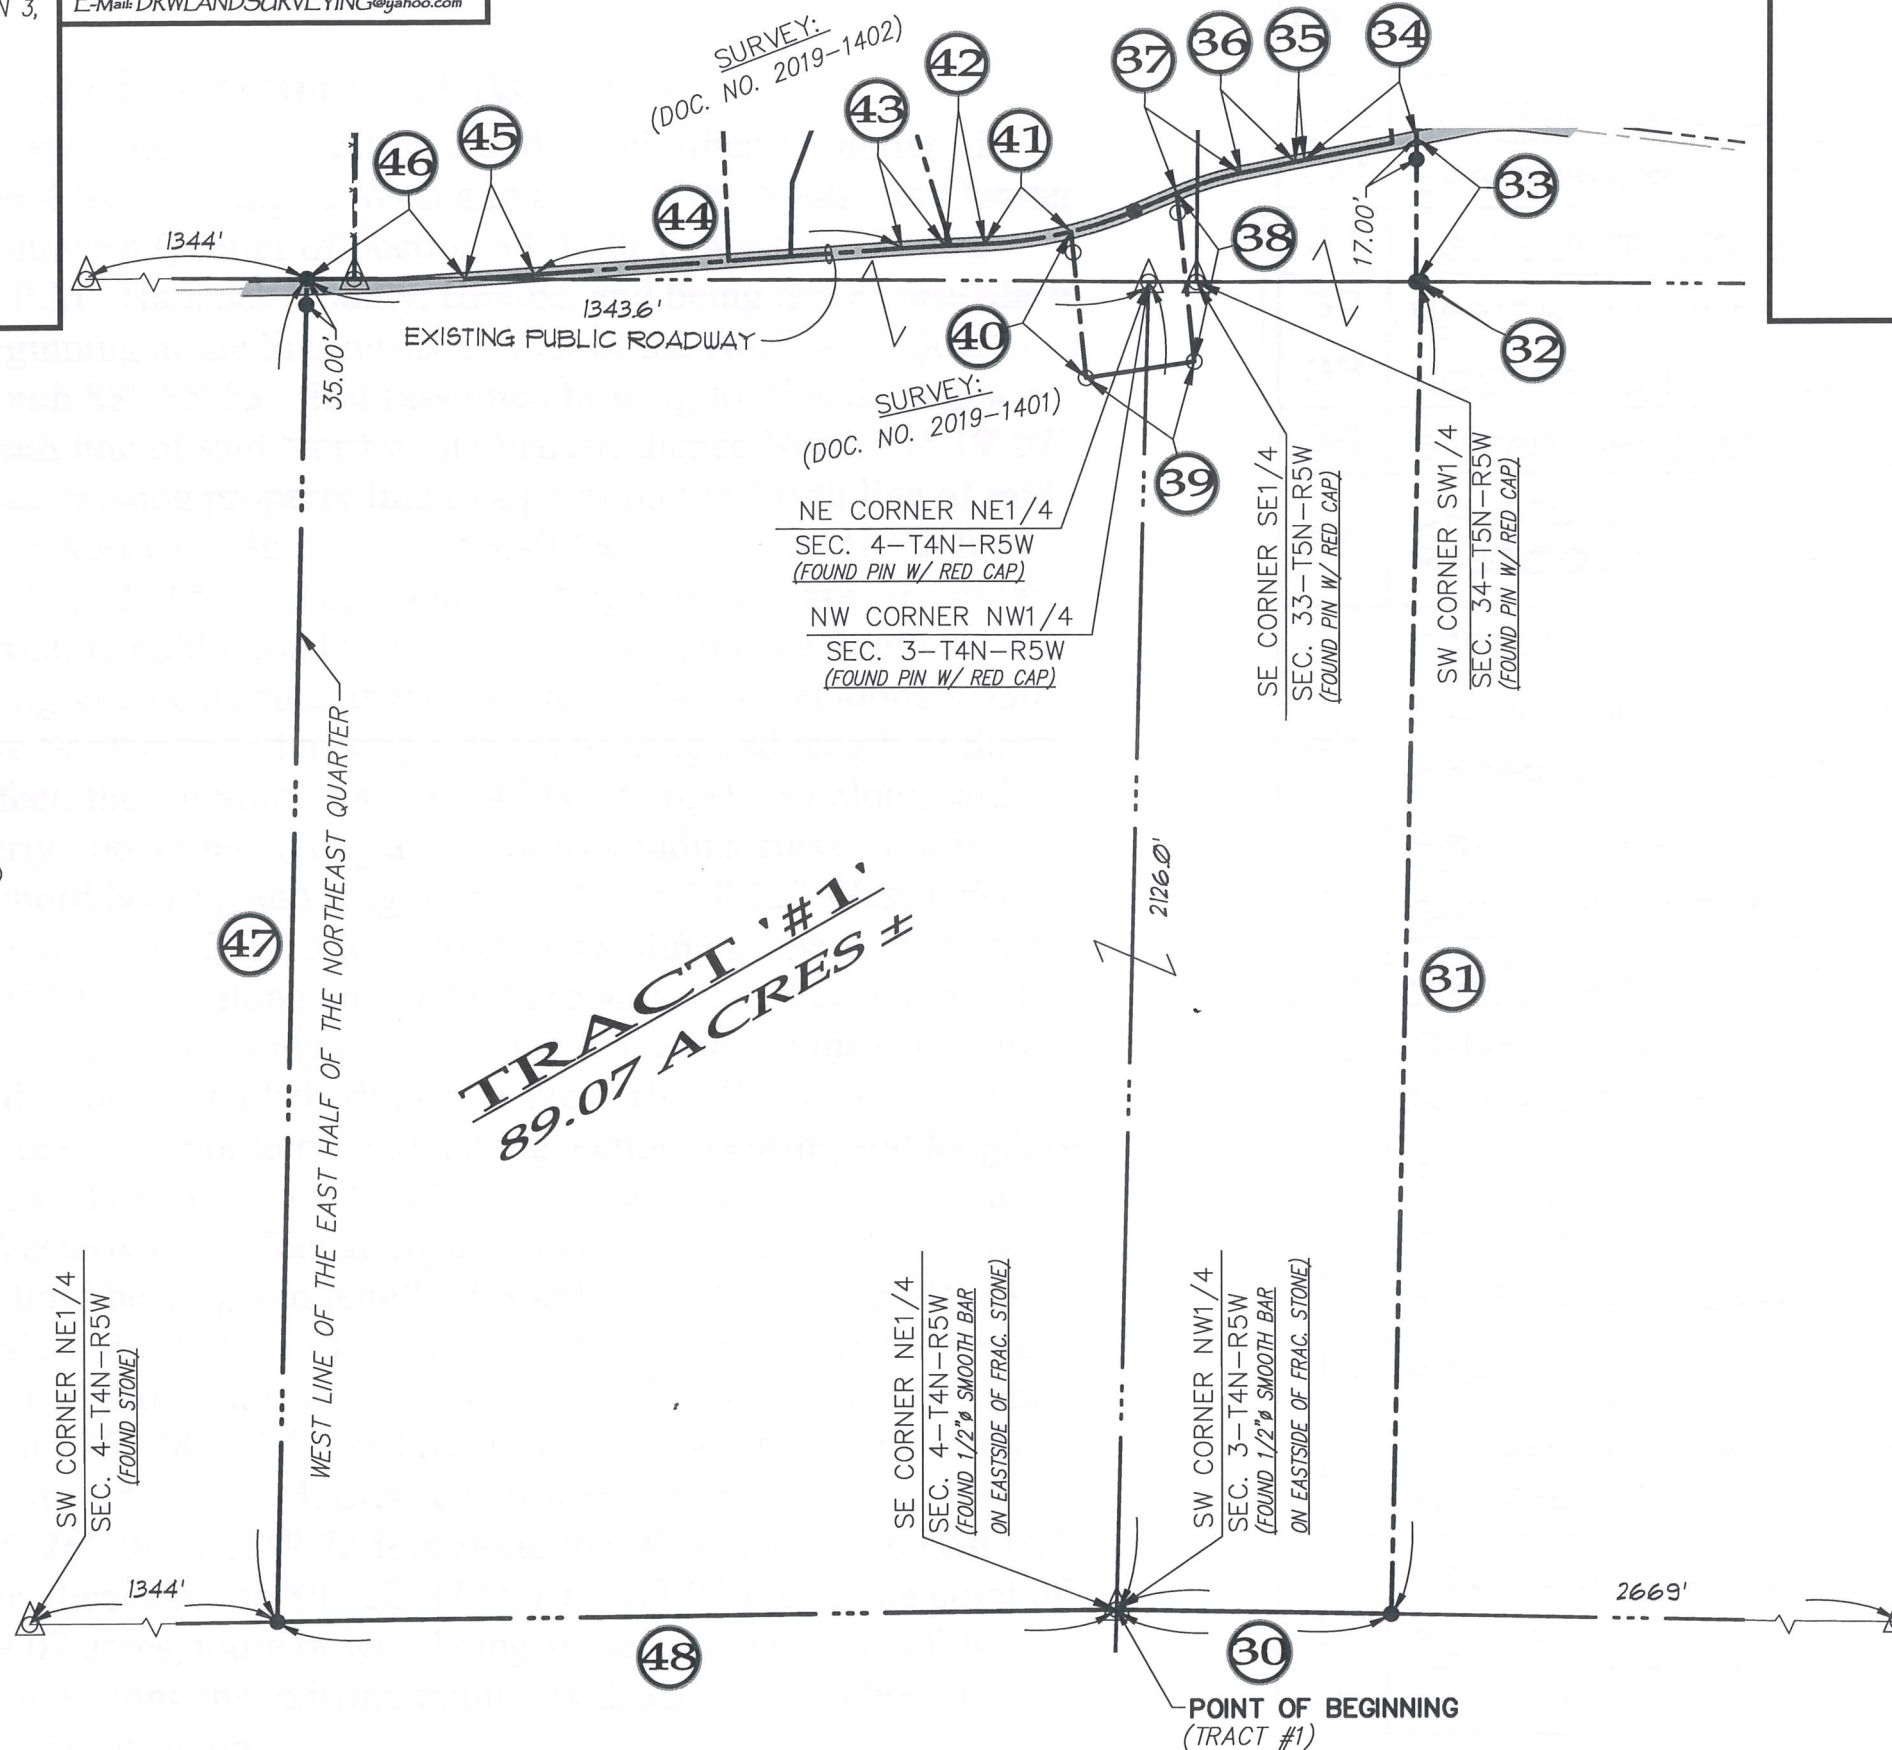 N 3,
E-Mail: DRWLANDSURVEYING@yahoo.com
SURVEY:
(DOC. NO. 2019-1402)
37
36
35
34
42
43
41
45
46
44
33
38
32
40
39
1344'
17.00'
1343.6'
EXISTING PUBLIC ROADWAY
35.00'
SURVEY:
(DOC. NO. 2019-1401)
NE CORNER NE1/4
SEC. 4-T4N-R5W
(FOUND PIN W/ RED CAP)
NW CORNER NW1/4
SEC. 3-T4N-R5W
(FOUND PIN W/ RED CAP)
SE CORNER SE1/4
SEC. 33-T5N-R5W
(FOUND PIN W/ RED CAP)
SW CORNER SW1/4
SEC. 34-T5N-R5W
(FOUND PIN W/ RED CAP)
WEST LINE OF THE EAST HALF OF THE NORTHEAST QUARTER
47
TRACT '#1'
89.07 ACRES ±
2126.0'
31
SW CORNER NE1/4
SEC. 4-T4N-R5W
(FOUND STONE)
SE CORNER NE1/4
SEC. 4-T4N-R5W
(FOUND 1/2"ø SMOOTH BAR
ON EASTSIDE OF FRAC. STONE)
SW CORNER NW1/4
SEC. 3-T4N-R5W
(FOUND 1/2"ø SMOOTH BAR
ON EASTSIDE OF FRAC. STONE)
1344'
2669'
48
30
POINT OF BEGINNING
(TRACT #1)